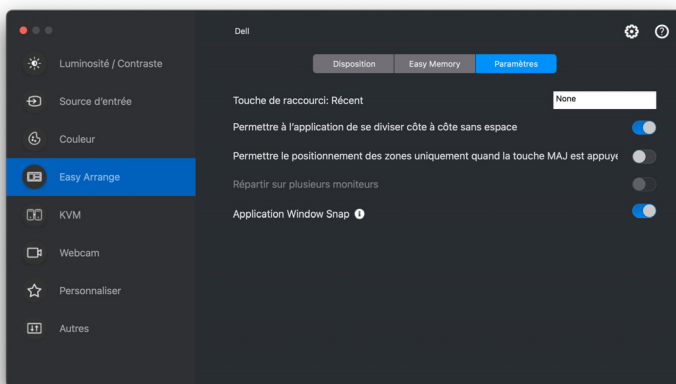 Dell
Disposition
Easy Memory
Paramètres
Luminosité / Contraste
Source d'entrée
Couleur
Easy Arrange
KVM
Webcam
Personnaliser
Autres
Touche de raccourci: Récent
None
Permettre à l'application de se diviser côte à côte sans espace
Permettre le positionnement des zones uniquement quand la touche MAJ est appuye
Répartir sur plusieurs moniteurs
Application Window Snap